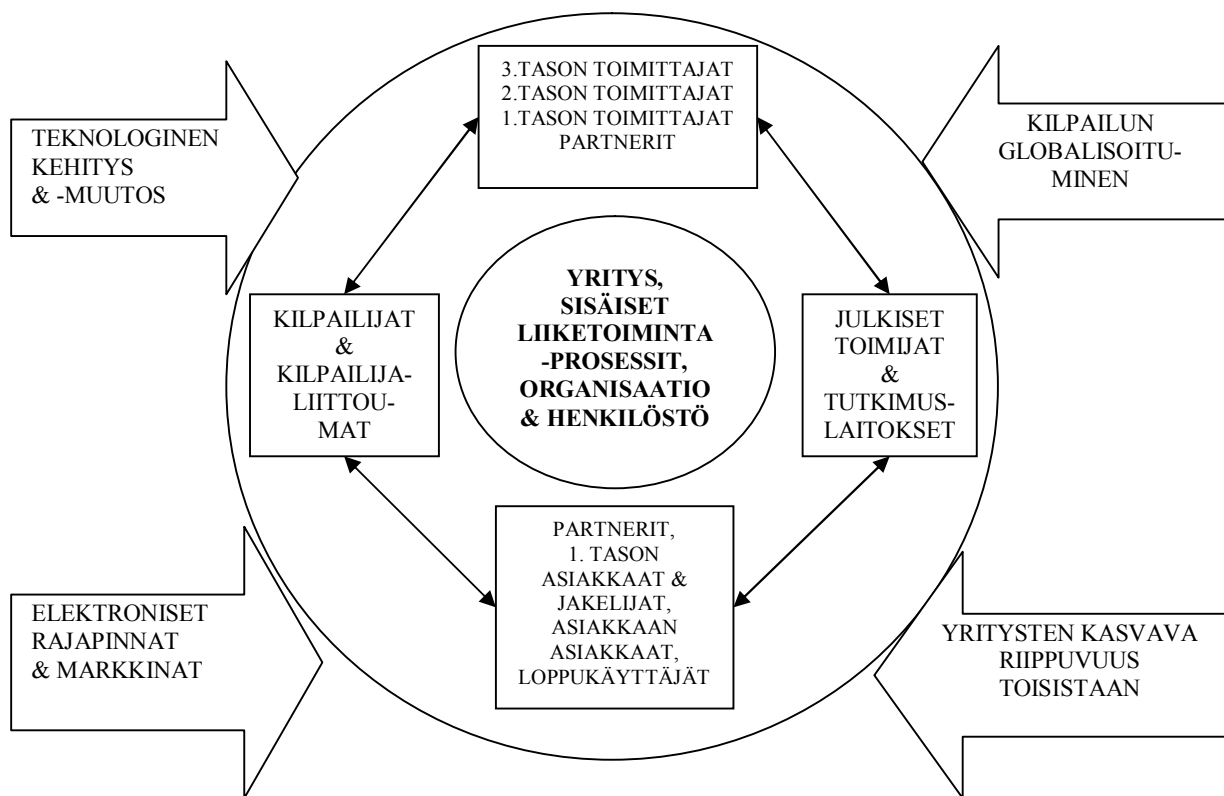 3.TASON TOIMITTAJAT
2.TASON TOIMITTAJAT
1.TASON TOIMITTAJAT
PARTNERIT
TEKNOLOGINEN
KEHITYS
& -MUUTOS
KILPAILUN
GLOBALISOITU-
MINEN
YRITYS,
SISÄISET
LIIKETOIMINTA
-PROSESSIT,
ORGANISAATIO
& HENKILÖSTÖ
KILPAILIJAT
&
KILPAILIJA-
LIITTOU-
MAT
JULKISET
TOIMIJAT
&
TUTKIMUS-
LAITOKSET
PARTNERIT,
1. TASON
ASIAKKAAT &
JAKELIJAT,
ASIAKKAAN
ASIAKKAAT,
LOPPUKÄYTTÄJÄT
ELEKTRONISET
RAJAPINNAT
& MARKKINAT
YRITYSTEN KASVAVA
RIIPPUVUUS
TOISISTAAN